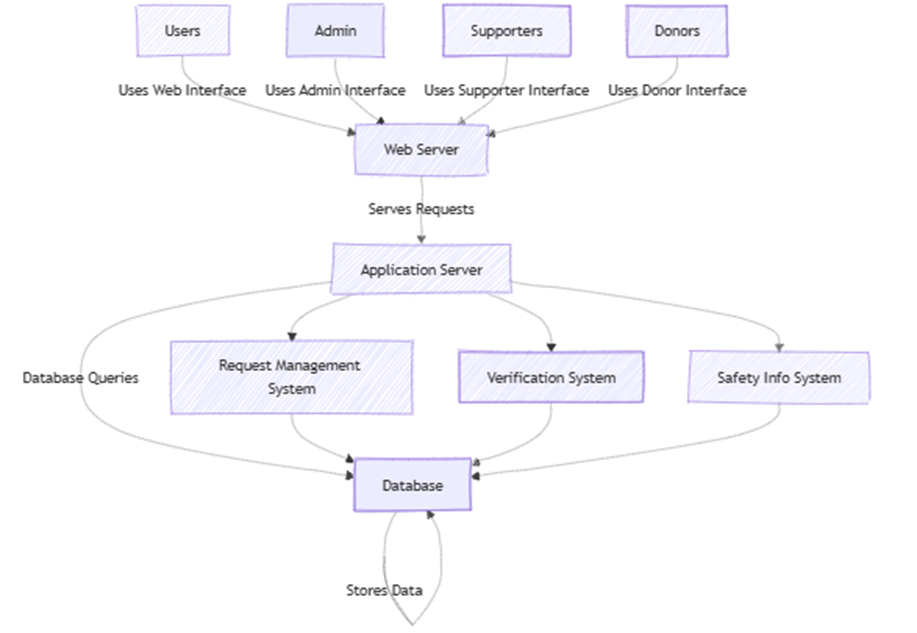 Users
Admin
Supporters
Donors
Uses Web Interface
Uses Admin Interface
Uses Supporter Interface
Uses Donor Interface
Web Server
Serves Requests
Application Server
Request Management
System
Verification System
Safety Info System
Database Queries
Database
Stores Data